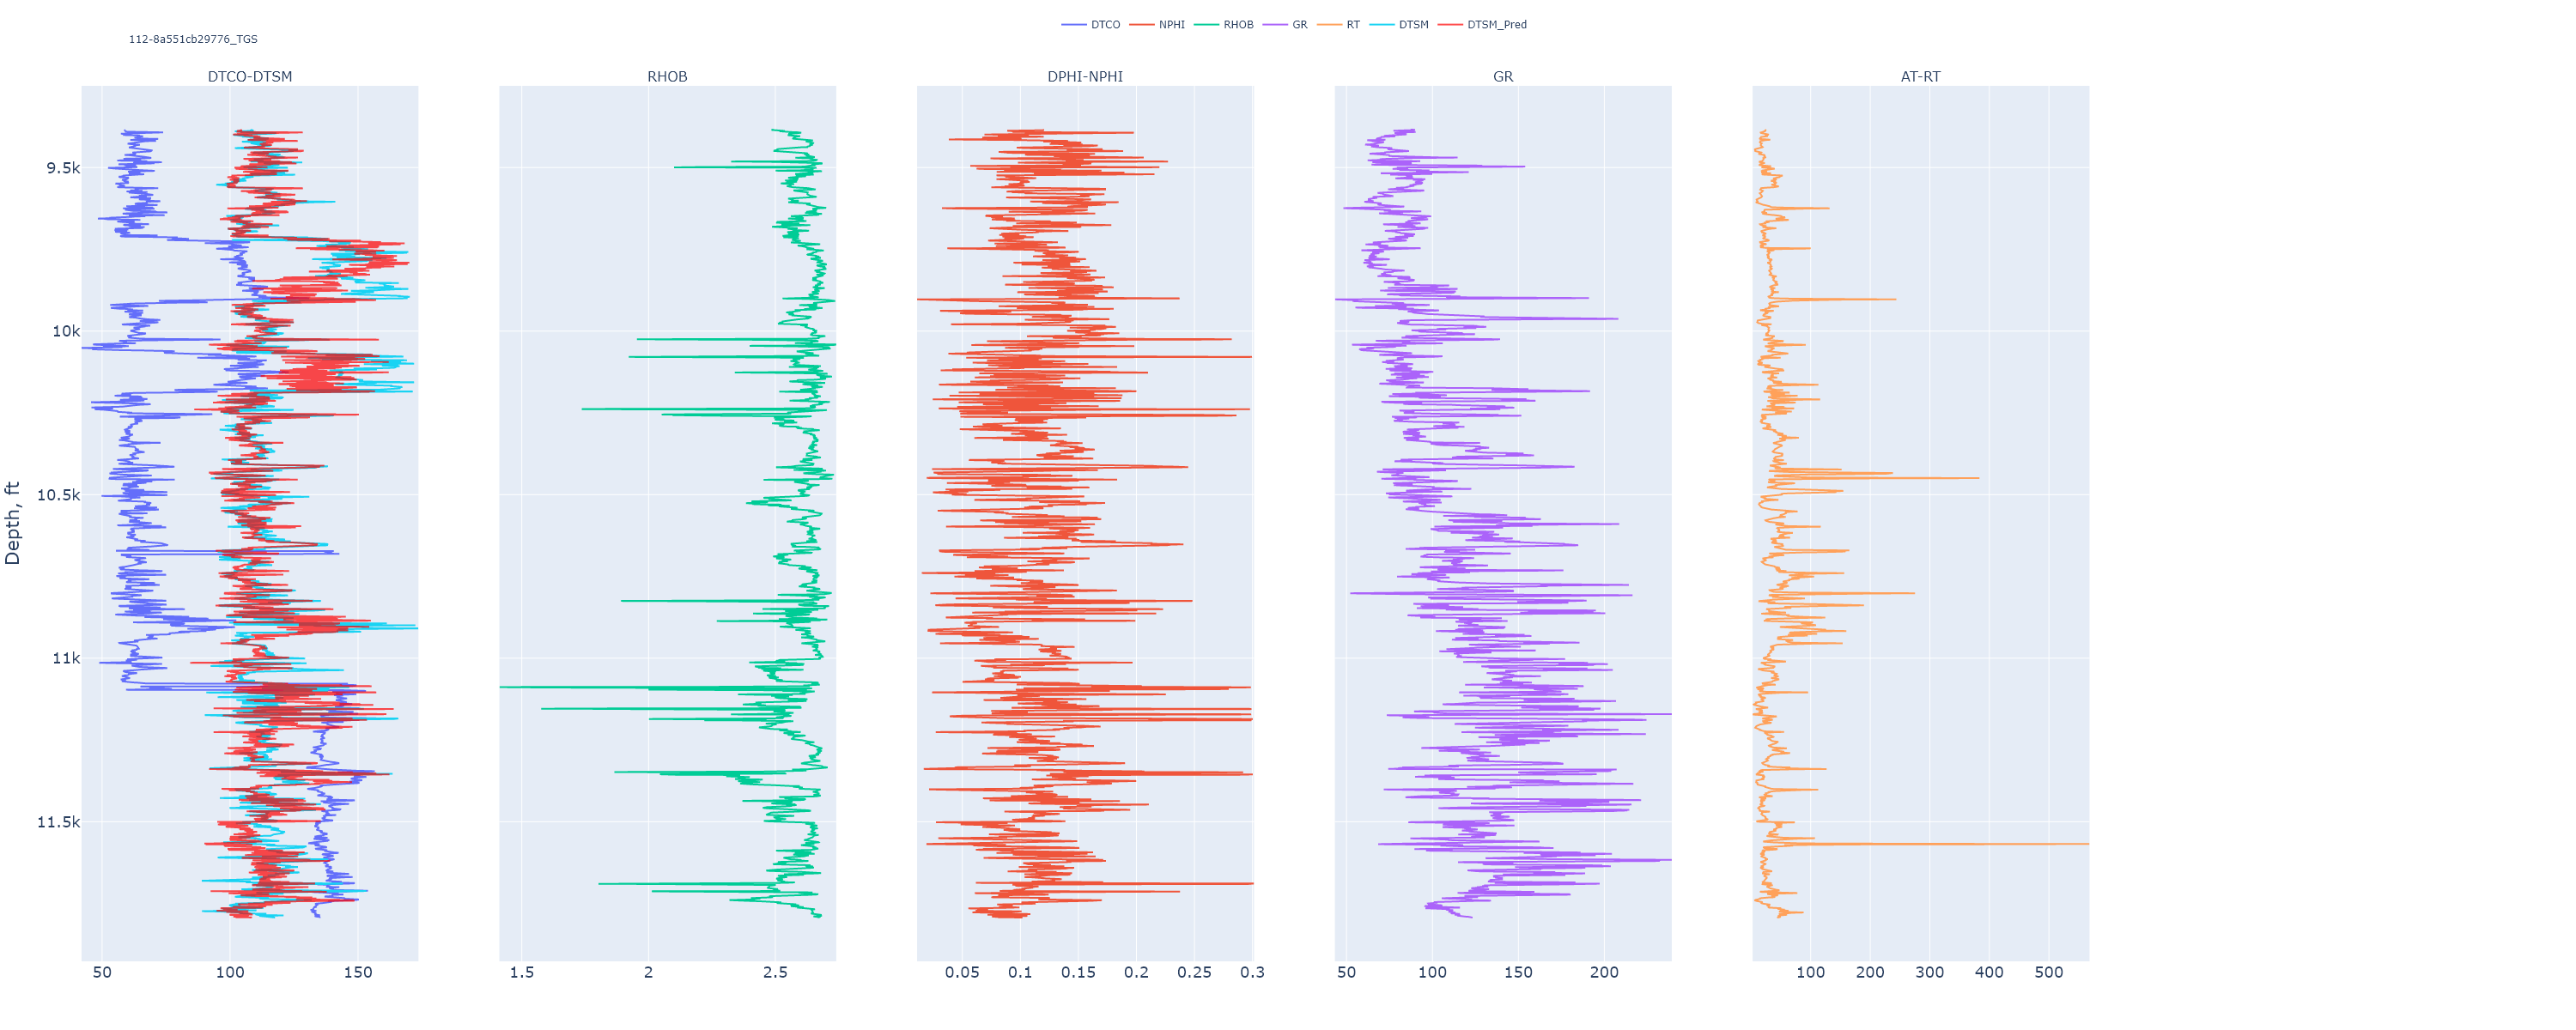 DTCO NPHI RHOB GR RT DTSM DTSM_Pred
112-8a551cb29776_TGS
DTCO-DTSM RHOB DPHI-NPHI GR AT-RT
9.5k
10k
10.5k
11k
11.5k
Depth, ft
50 100 150 1.5 2 2.5 0.05 0.1 0.15 0.2 0.25 0.3 50 100 150 200 100 200 300 400 500